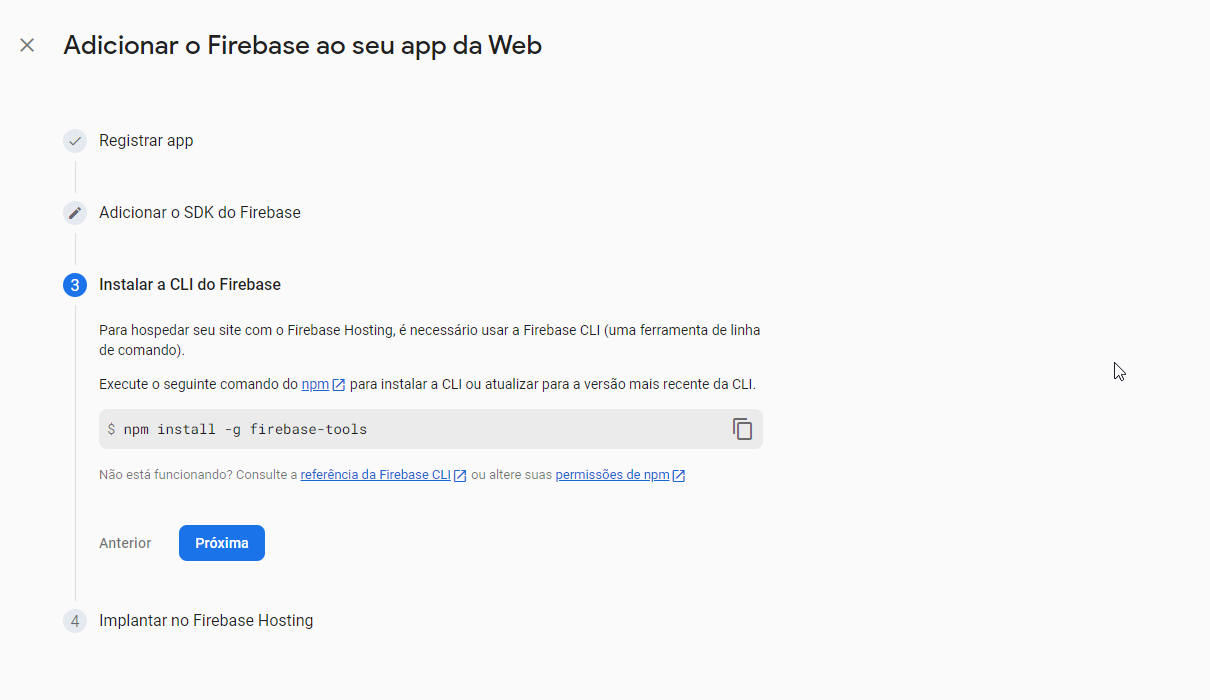 Adicionar o Firebase ao seu app da Web
Registrar app
Adicionar o SDK do Firebase
3 Instalar a CLI do Firebase
Para hospedar seu site com o Firebase Hosting, é necessário usar a Firebase CLI (uma ferramenta de linha
de comando).
Execute o seguinte comando do npm para instalar a CLI ou atualizar para a versão mais recente da CLI.
$ npm install -g firebase-tools
Não está funcionando? Consulte a referência da Firebase CLI ou altere suas permissões de npm
Anterior Próxima
4 Implantar no Firebase Hosting